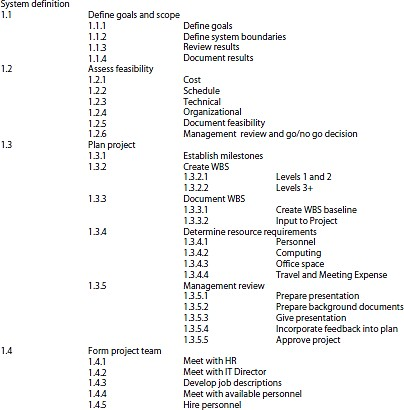 System definition
1.1 Define goals and scope
1.1.1 Define goals
1.1.2 Define system boundaries
1.1.3 Review results
1.1.4 Document results
1.2 Assess feasibility
1.2.1 Cost
1.2.2 Schedule
1.2.3 Technical
1.2.4 Organizational
1.2.5 Document feasibility
1.2.6 Management review and go/no go decision
1.3 Plan project
1.3.1 Establish milestones
1.3.2 Create WBS
1.3.2.1 Levels 1 and 2
1.3.2.2 Levels 3+
1.3.3 Document WBS
1.3.3.1 Create WBS baseline
1.3.3.2 Input to Project
1.3.4 Determine resource requirements
1.3.4.1 Personnel
1.3.4.2 Computing
1.3.4.3 Office space
1.3.4.4 Travel and Meeting Expense
1.3.5 Management review
1.3.5.1 Prepare presentation
1.3.5.2 Prepare background documents
1.3.5.3 Give presentation
1.3.5.4 Incorporate feedback into plan
1.3.5.5 Approve project
1.4 Form project team
1.4.1 Meet with HR
1.4.2 Meet with IT Director
1.4.3 Develop job descriptions
1.4.4 Meet with available personnel
1.4.5 Hire personnel